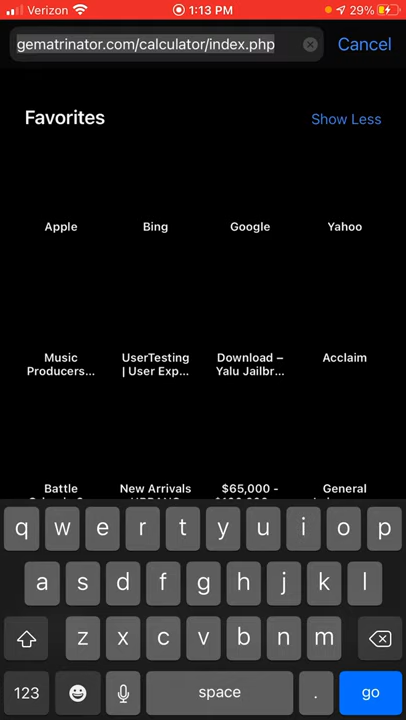 Verizon 1:13 PM 29%
gematrinator.com/calculator/index.php Cancel
Favorites Show Less
Apple Bing Google Yahoo
Music UserTesting Download – Acclaim
Producers... | User Exp... Yalu Jailbr...
Battle New Arrivals $65,000 - General
q w e r t y u i o p
a s d f g h j k l
z x c v b n m
123 space . go